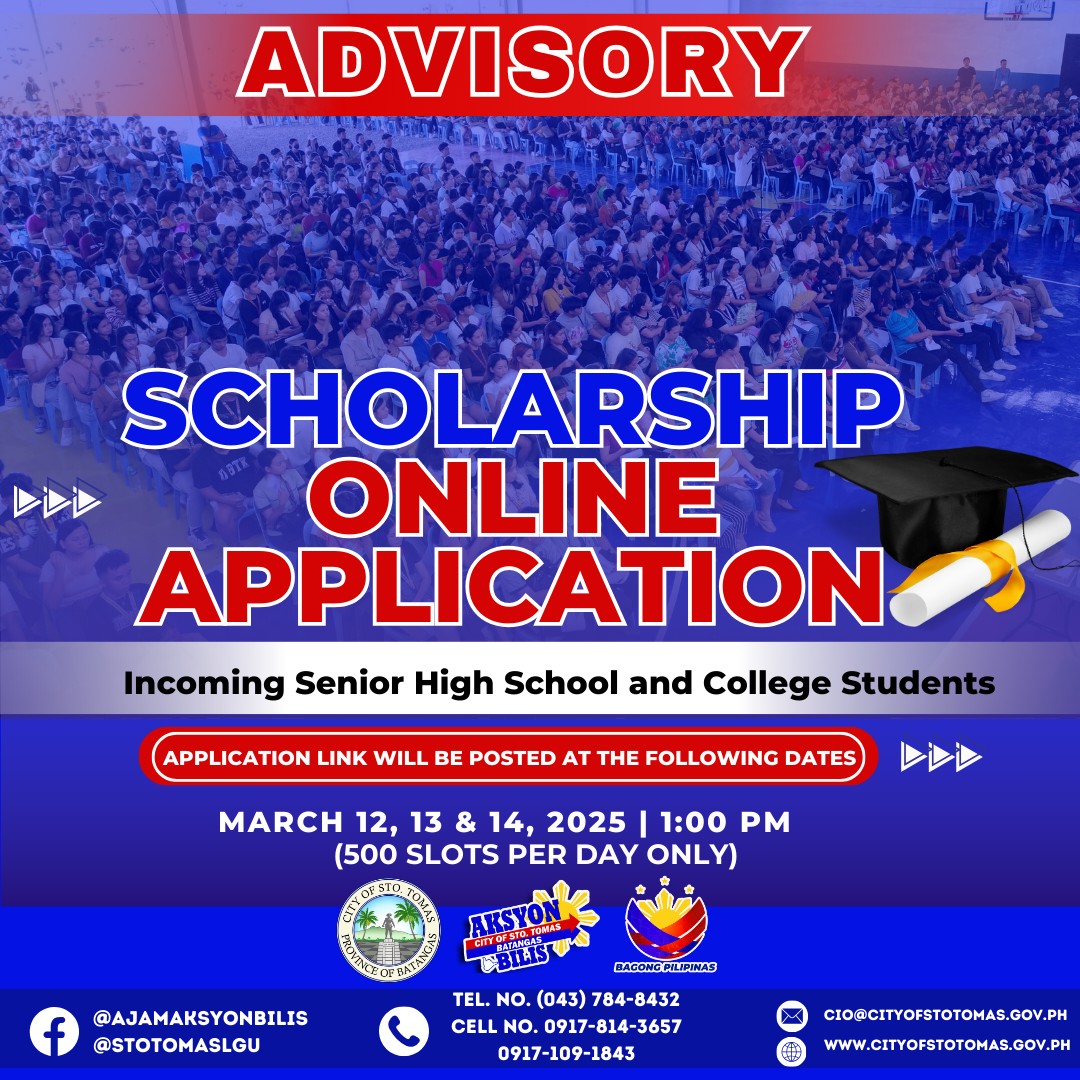 ADVISORY
SCHOLARSHIP
ONLINE
APPLICATION
Incoming Senior High School and College Students
APPLICATION LINK WILL BE POSTED AT THE FOLLOWING DATES
MARCH 12, 13 & 14, 2025 | 1:00 PM
(500 SLOTS PER DAY ONLY)
CITY OF STO. TOMAS
PROVINCE OF BATANGAS
AKSYON
CITY OF STO. TOMAS
BATANGAS
BILIS
BAGONG PILIPINAS
@AJAMAKSYONBILIS
@STOTOMASLGU
TEL. NO. (043) 784-8432
CELL NO. 0917-814-3657
0917-109-1843
CIO@CITYOFSTOTOMAS.GOV.PH
WWW.CITYOFSTOTOMAS.GOV.PH